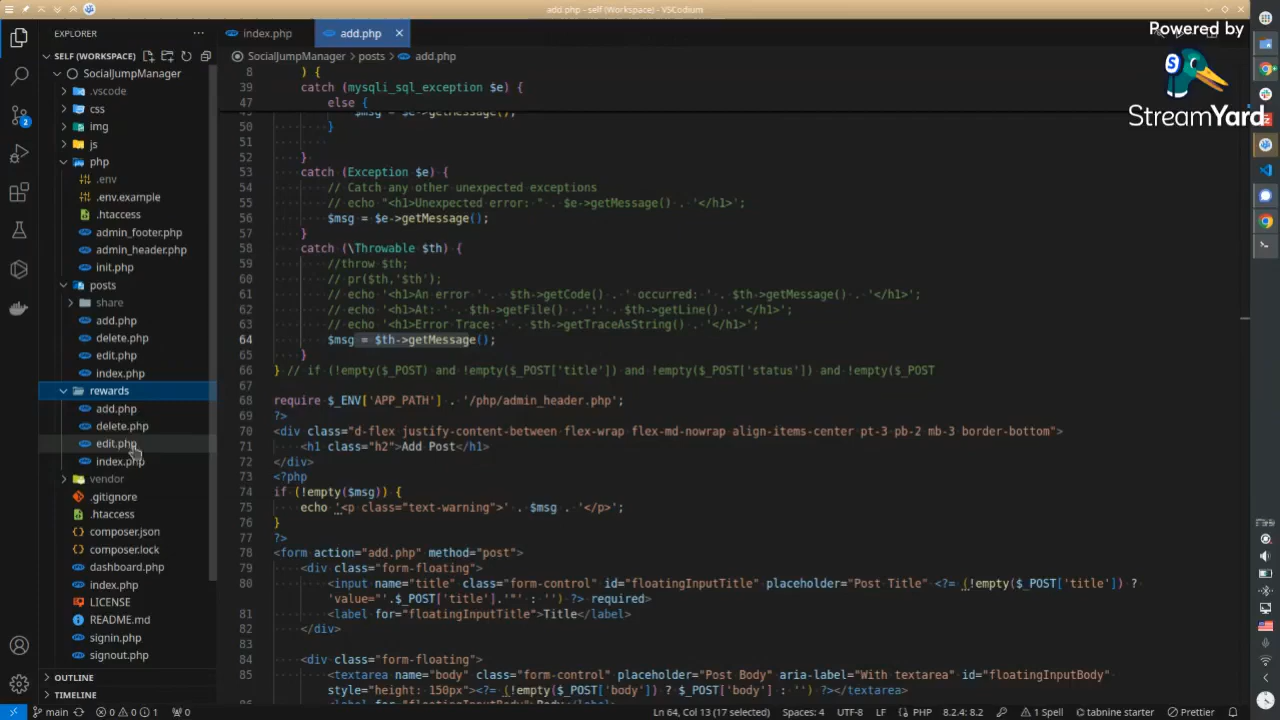 add.php - self (Workspace) - VSCodium
EXPLORER
SELF (WORKSPACE)
SocialJumpManager
.vscode
css
img
js
php
.env
.env.example
.htaccess
admin_footer.php
admin_header.php
init.php
posts
share
add.php
delete.php
edit.php
index.php
rewards
add.php
delete.php
edit.php
index.php
vendor
.gitignore
.htaccess
composer.json
composer.lock
dashboard.php
index.php
LICENSE
README.md
signin.php
signout.php
OUTLINE
TIMELINE
index.php
add.php
SocialJumpManager > posts > add.php
Powered by
StreamYard
8 ) {
39 catch (mysqli_sql_exception $e) {
47 else {
49 $msg = $e->getMessage();
50 }
51
52 }
53 catch (Exception $e) {
54 // Catch any other unexpected exceptions
55 // echo "<h1>Unexpected error: " . $e->getMessage() . '</h1>';
56 $msg = $e->getMessage();
57 }
58 catch (\Throwable $th) {
59 //throw $th;
60 // pr($th,'$th');
61 // echo '<h1>An error ' . $th->getCode() . ' occurred: ' . $th->getMessage() . '</h1>';
62 // echo '<h1>At: ' . $th->getFile() . ':' . $th->getLine() . '</h1>';
63 // echo '<h1>Error Trace: ' . $th->getTraceAsString() . '</h1>';
64 $msg = $th->getMessage();
65 }
66 } // if (!empty($_POST) and !empty($_POST['title']) and !empty($_POST['status']) and !empty($_POST
67
68 require $_ENV['APP_PATH'] . '/php/admin_header.php';
69 ?>
70 <div class="d-flex justify-content-between flex-wrap flex-md-nowrap align-items-center pt-3 pb-2 mb-3 border-bottom">
71 <h1 class="h2">Add Post</h1>
72 </div>
73 <?php
74 if (!empty($msg)) {
75 echo '<p class="text-warning">' . $msg . '</p>';
76 }
77 ?>
78 <form action="add.php" method="post">
79 <div class="form-floating">
80 <input name="title" class="form-control" id="floatingInputTitle" placeholder="Post Title" <?= (!empty($_POST['title']) ?
'value="'.$_POST['title'].'"' : '') ?> required>
81 <label for="floatingInputTitle">Title</label>
82 </div>
83
84 <div class="form-floating">
85 <textarea name="body" class="form-control" placeholder="Post Body" aria-label="With textarea" id="floatingInputBody"
style="height: 150px"><?= (!empty($_POST['body']) ? $_POST['body'] : '') ?></textarea>
main 0 0 1 0
Ln 64, Col 13 (17 selected) Spaces: 4 UTF-8 LF PHP 8.2.4: 8.2 1 Spell tabnine starter Prettier